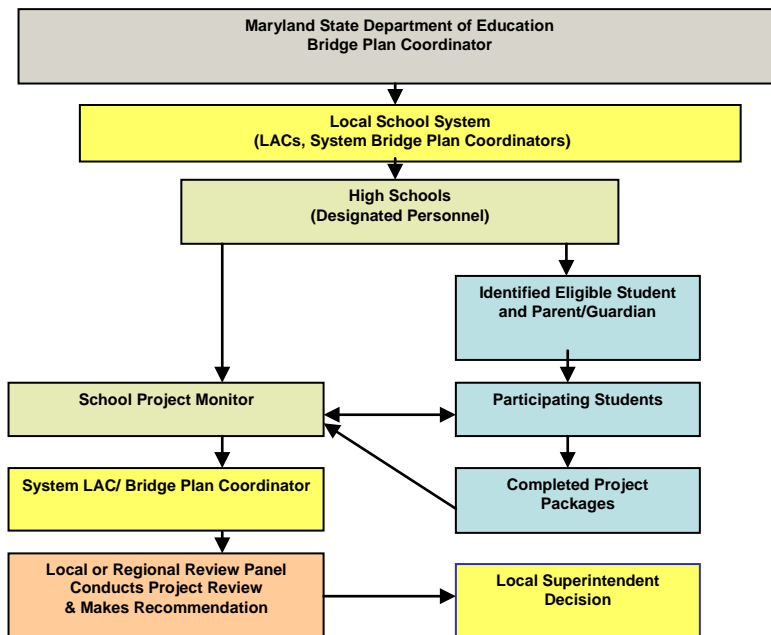 Maryland State Department of Education
Bridge Plan Coordinator
Local School System
(LACs, System Bridge Plan Coordinators)
High Schools
(Designated Personnel)
Identified Eligible Student
and Parent/Guardian
School Project Monitor
Participating Students
System LAC/ Bridge Plan Coordinator
Completed Project
Packages
Local or Regional Review Panel
Conducts Project Review
& Makes Recommendation
Local Superintendent
Decision